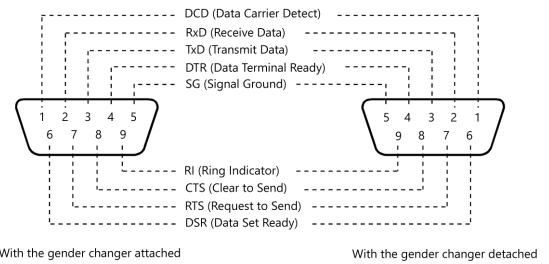 DCD (Data Carrier Detect)
RxD (Receive Data)
TxD (Transmit Data)
DTR (Data Terminal Ready)
SG (Signal Ground)
1 2 3 4 5
5 4 3 2 1
6 7 8 9
9 8 7 6
RI (Ring Indicator)
CTS (Clear to Send)
RTS (Request to Send)
DSR (Data Set Ready)
With the gender changer attached
With the gender changer detached